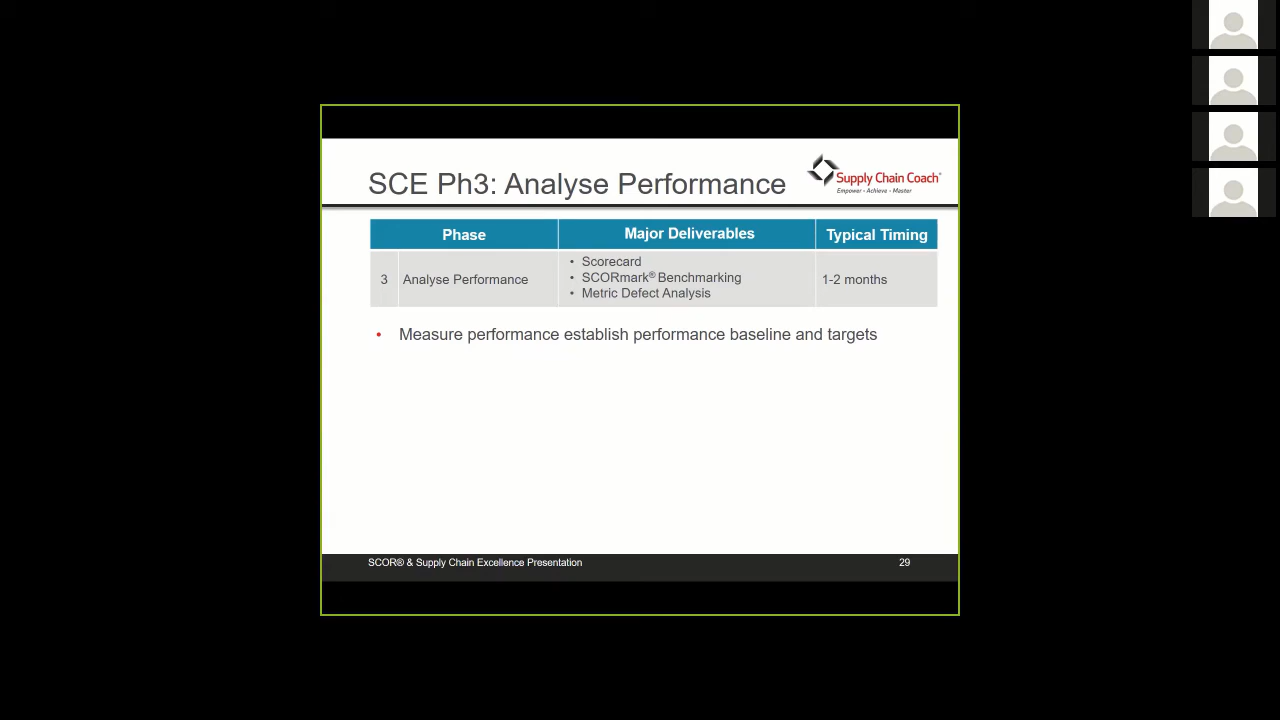 SCE Ph3: Analyse Performance
Supply Chain Coach®
Empower - Achieve - Master
Phase
Major Deliverables
Typical Timing
3
Analyse Performance
• Scorecard
• SCORmark® Benchmarking
• Metric Defect Analysis
1-2 months
• Measure performance establish performance baseline and targets
SCOR® & Supply Chain Excellence Presentation
29